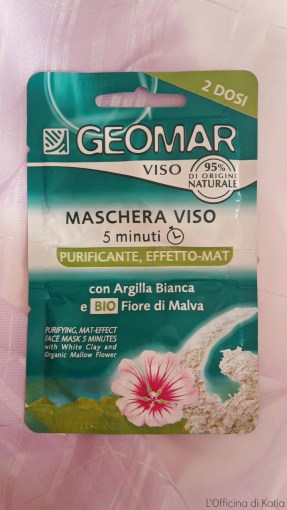 2 DOSI
GEOMAR
VISO
95%
DI ORIGINE
NATURALE
MASCHERA VISO
5 minuti
PURIFICANTE, EFFETTO-MAT
con Argilla Bianca
e BIO Fiore di Malva
PURIFYING, MAT-EFFECT
FACE MASK 5 MINUTES
with White Clay and
Organic Mallow Flower
L'Officina di Katja